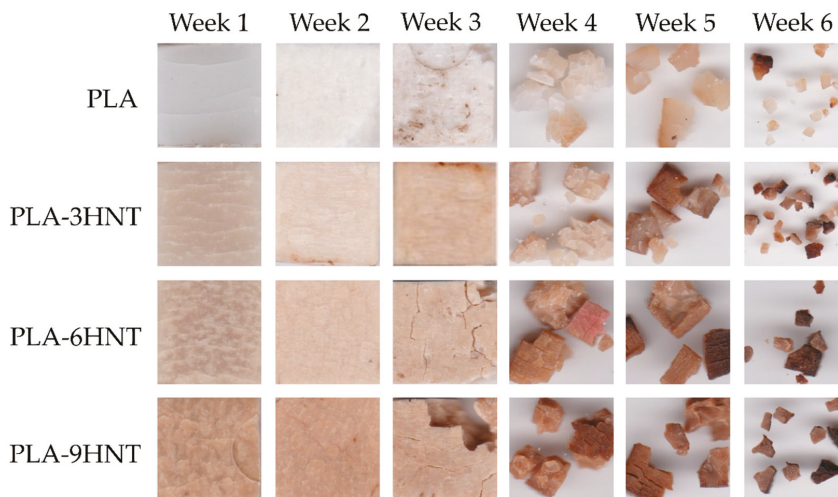 Week 1 Week 2 Week 3 Week 4 Week 5 Week 6
PLA
PLA-3HNT
PLA-6HNT
PLA-9HNT